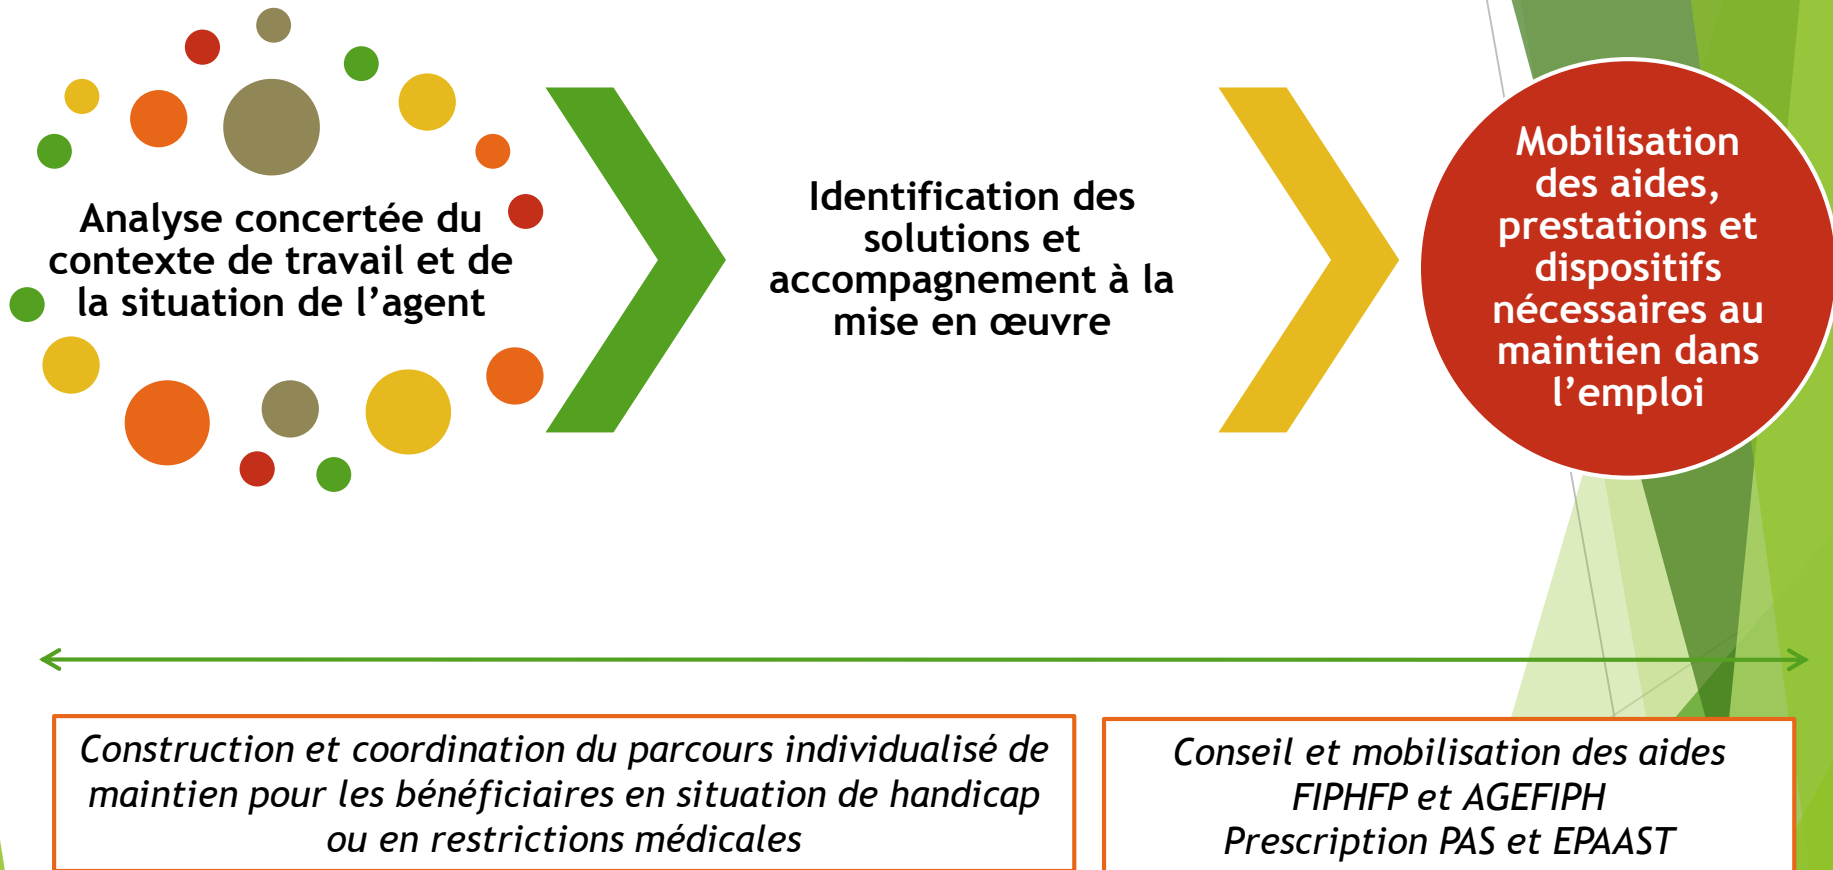 Analyse concertée du
contexte de travail et de
la situation de l’agent
Identification des
solutions et
accompagnement à la
mise en œuvre
Mobilisation
des aides,
prestations et
dispositifs
nécessaires au
maintien dans
l’emploi
Construction et coordination du parcours individualisé de
maintien pour les bénéficiaires en situation de handicap
ou en restrictions médicales
Conseil et mobilisation des aides
FIPHFP et AGEFIPH
Prescription PAS et EPAAST